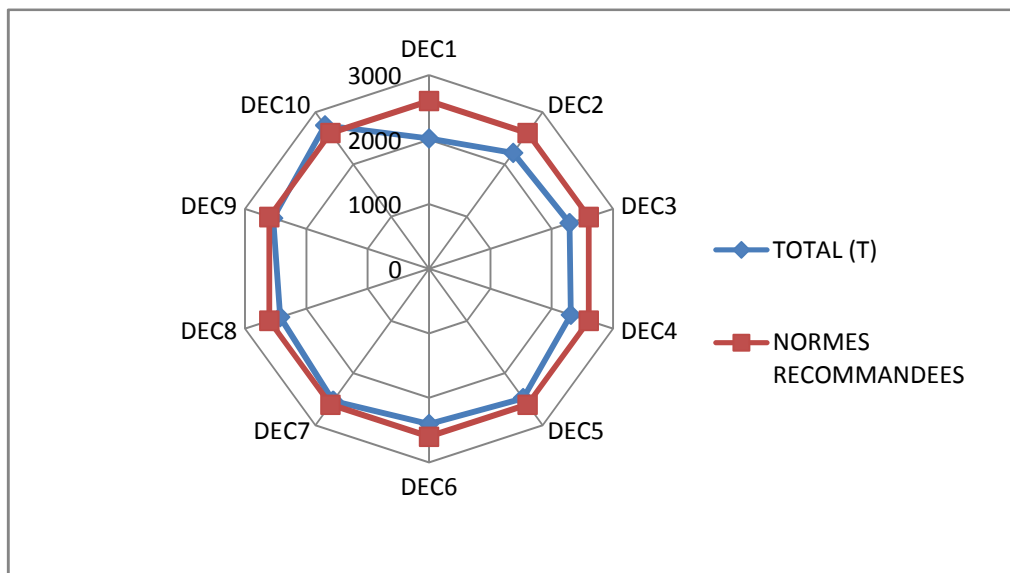 DEC1
3000
DEC10
DEC2
2000
DEC9
1000
DEC3
0
TOTAL (T)
DEC8
DEC4
NORMES
RECOMMANDEES
DEC7
DEC5
DEC6